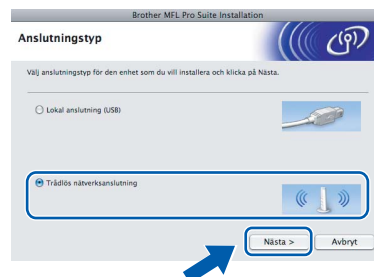 Brother MFL Pro Suite Installation
Anslutningstyp
Välj anslutningstyp för den enhet som du vill installera och klicka på Nästa.
Lokal anslutning (USB)
Trådlös nätverksanslutning
Nästa >
Avbryt